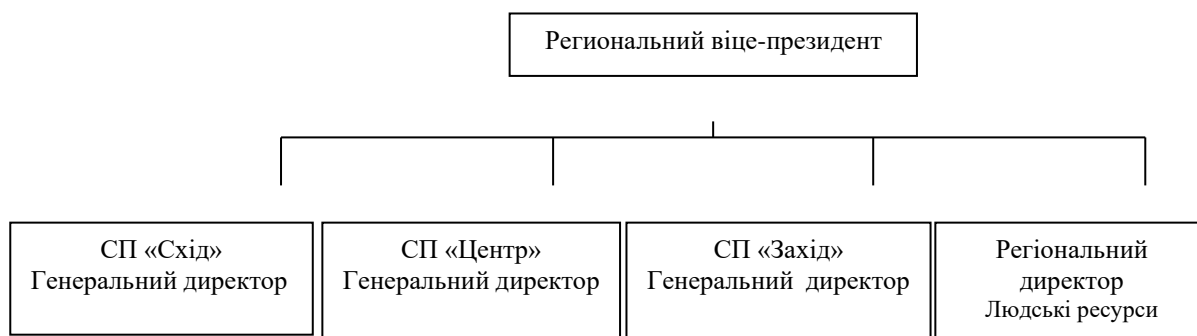 Региональний віце-президент
СП «Схід»
Генеральний директор
СП «Центр»
Генеральний директор
СП «Захід»
Генеральний директор
Регіональний
директор
Людські ресурси